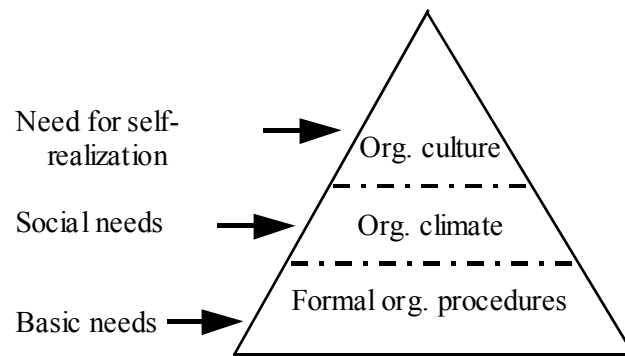 Need for self-
realization
Org. culture
Social needs
Org. climate
Formal org. procedures
Basic needs